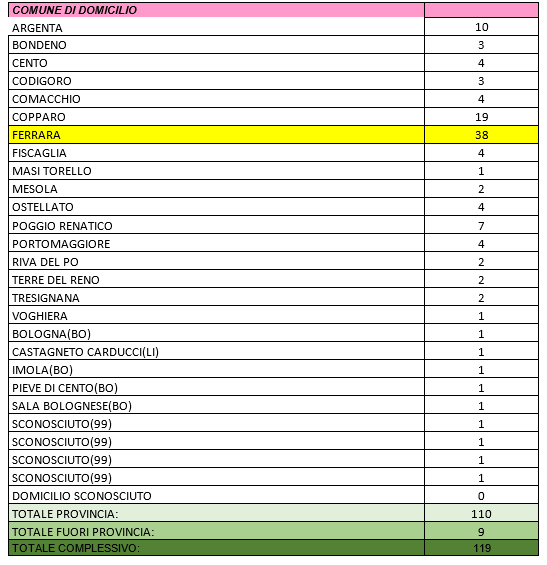 COMUNE DI DOMICILIO
ARGENTA 10
BONDENO 3
CENTO 4
CODIGORO 3
COMACCHIO 4
COPPARO 19
FERRARA 38
FISCAGLIA 4
MASI TORELLO 1
MESOLA 2
OSTELLATO 4
POGGIO RENATICO 7
PORTOMAGGIORE 4
RIVA DEL PO 2
TERRE DEL RENO 2
TRESIGNANA 2
VOGHIERA 1
BOLOGNA(BO) 1
CASTAGNETO CARDUCCI(LI) 1
IMOLA(BO) 1
PIEVE DI CENTO(BO) 1
SALA BOLOGNESE(BO) 1
SCONOSCIUTO(99) 1
SCONOSCIUTO(99) 1
SCONOSCIUTO(99) 1
SCONOSCIUTO(99) 1
DOMICILIO SCONOSCIUTO 0
TOTALE PROVINCIA: 110
TOTALE FUORI PROVINCIA: 9
TOTALE COMPLESSIVO: 119